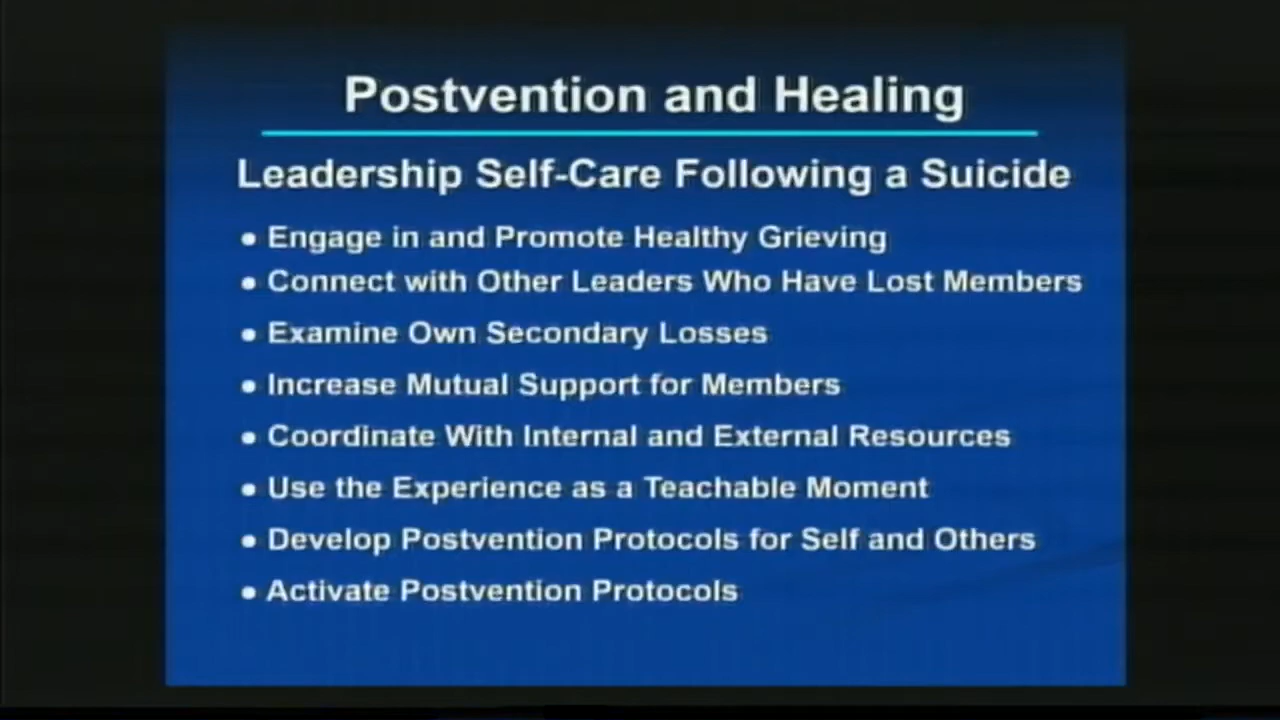 Postvention and Healing
Leadership Self-Care Following a Suicide
• Engage in and Promote Healthy Grieving
• Connect with Other Leaders Who Have Lost Members
• Examine Own Secondary Losses
• Increase Mutual Support for Members
• Coordinate With Internal and External Resources
• Use the Experience as a Teachable Moment
• Develop Postvention Protocols for Self and Others
• Activate Postvention Protocols